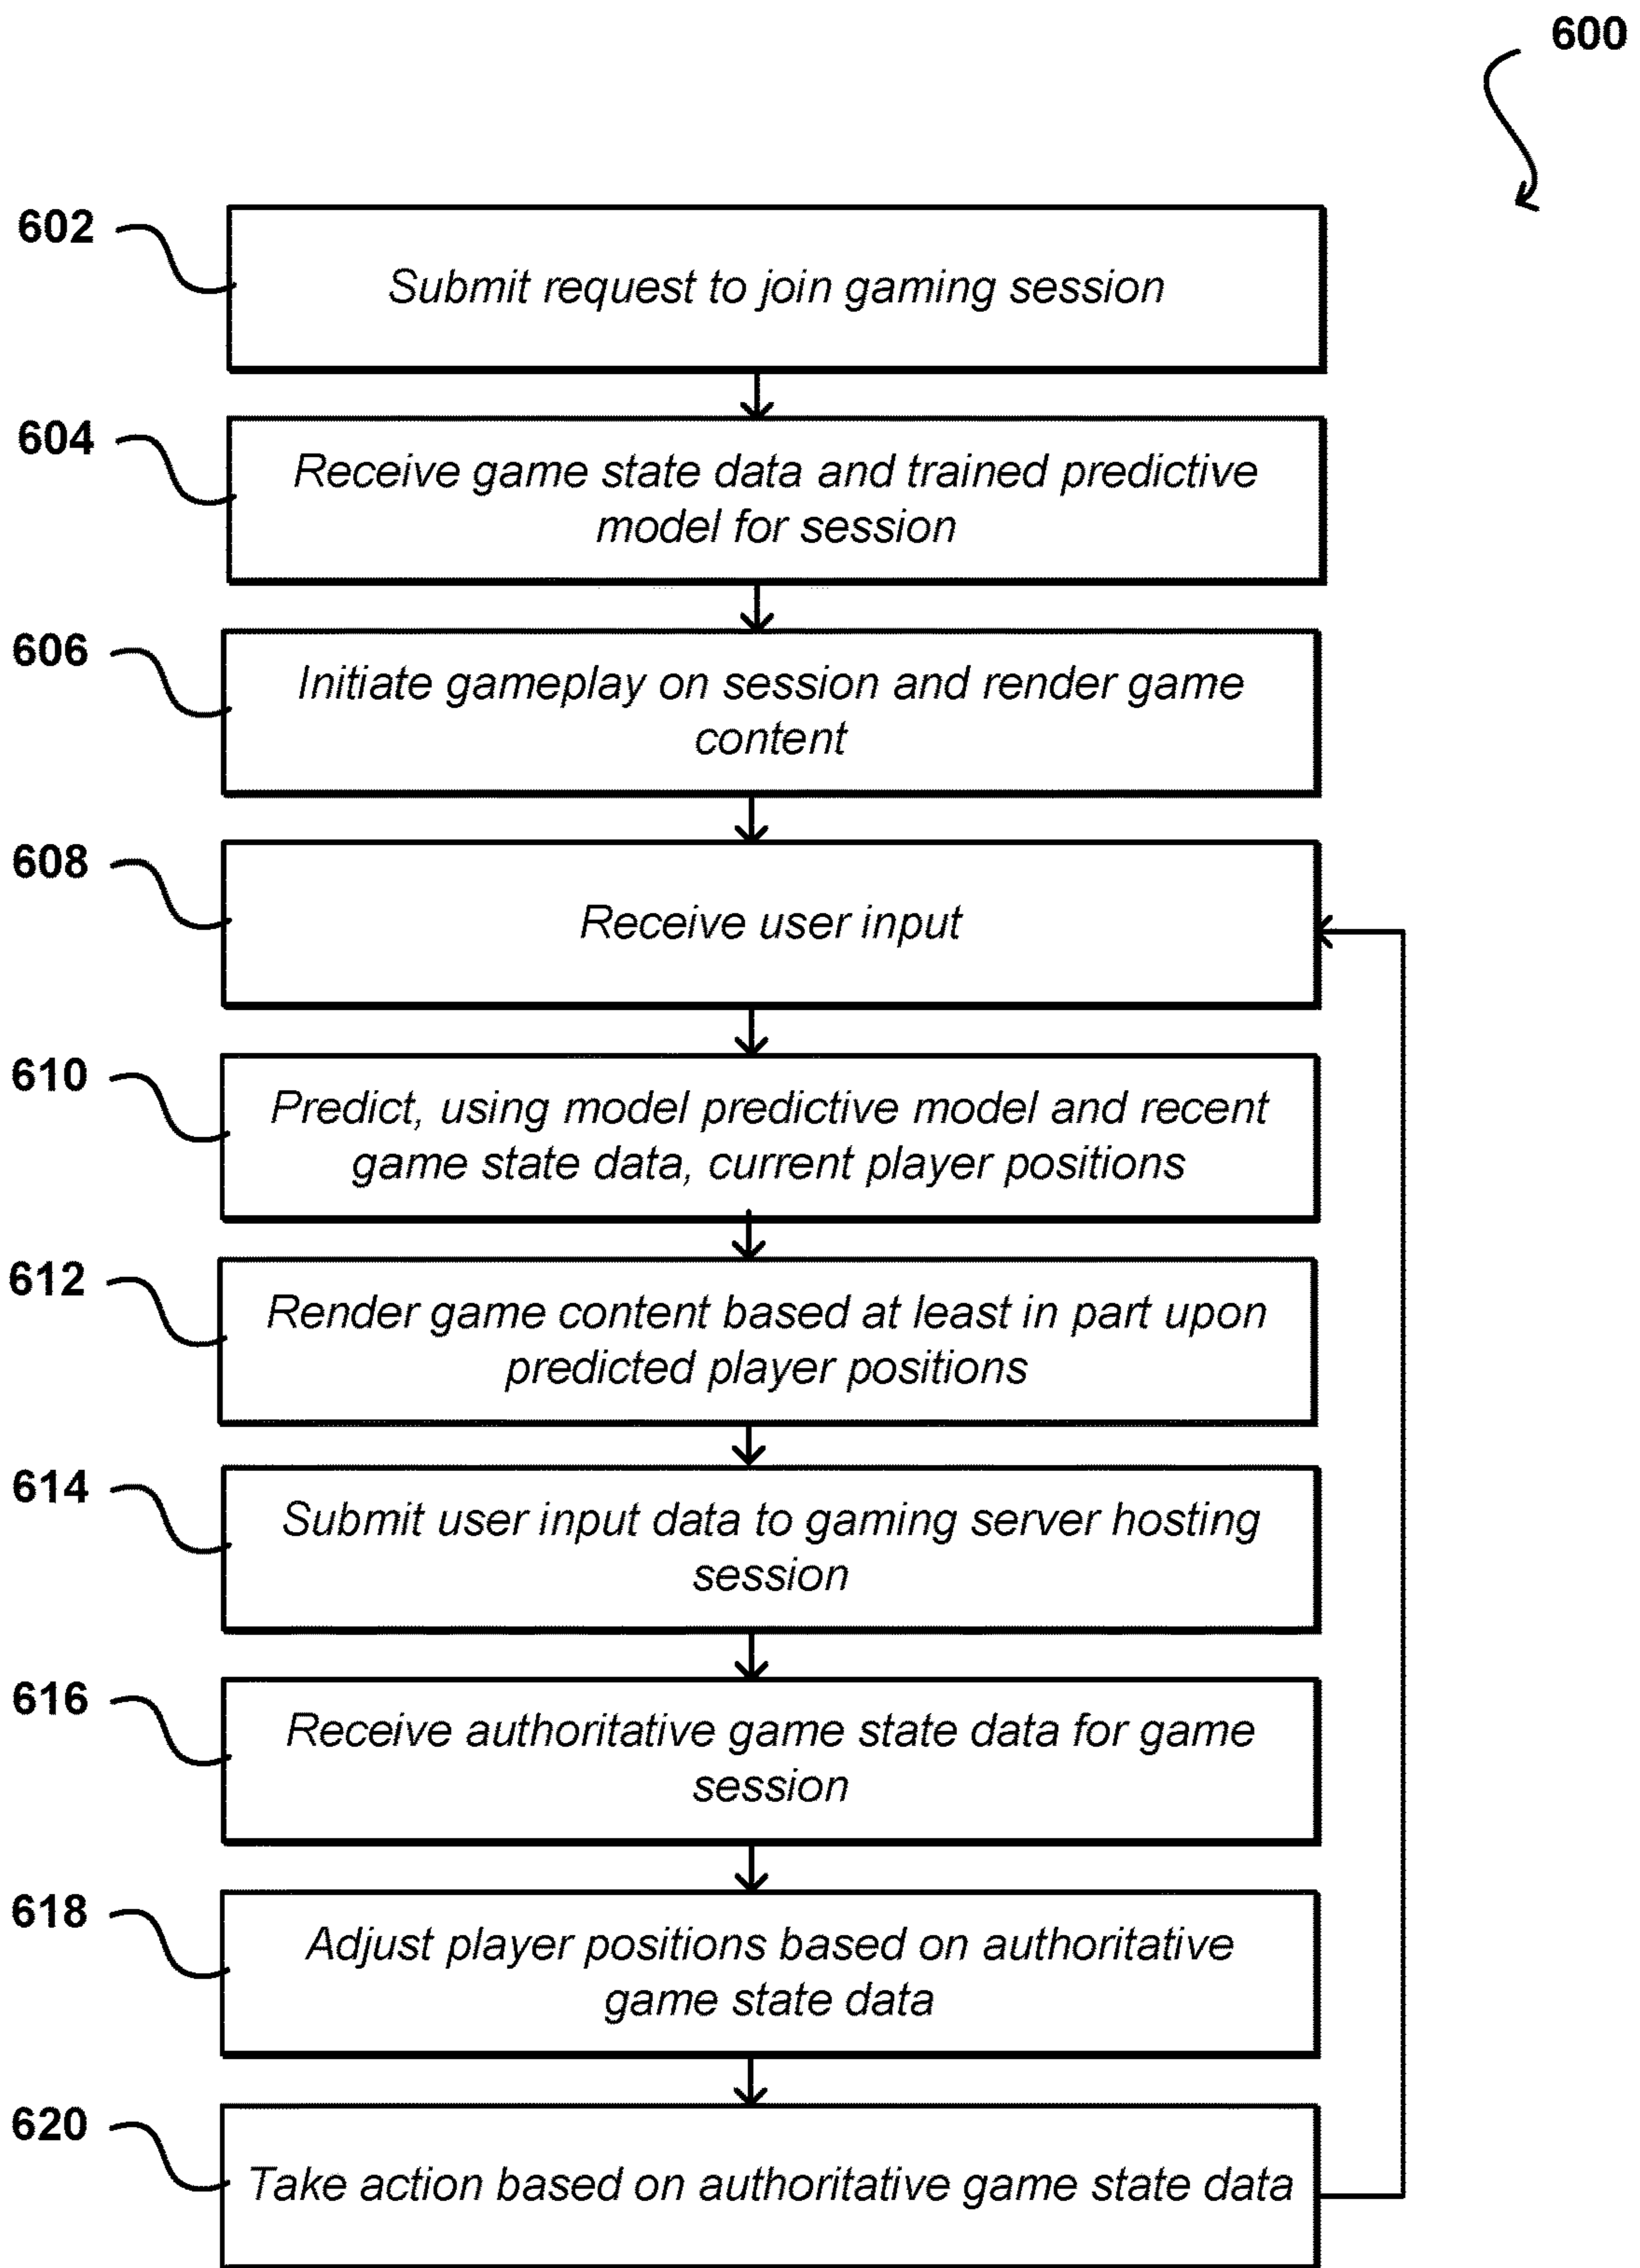 600
602
Submit request to join gaming session
604
Receive game state data and trained predictive
model for session
606
Initiate gameplay on session and render game
content
608
Receive user input
610
Predict, using model predictive model and recent
game state data, current player positions
612
Render game content based at least in part upon
predicted player positions
614
Submit user input data to gaming server hosting
session
616
Receive authoritative game state data for game
session
618
Adjust player positions based on authoritative
game state data
620
Take action based on authoritative game state data